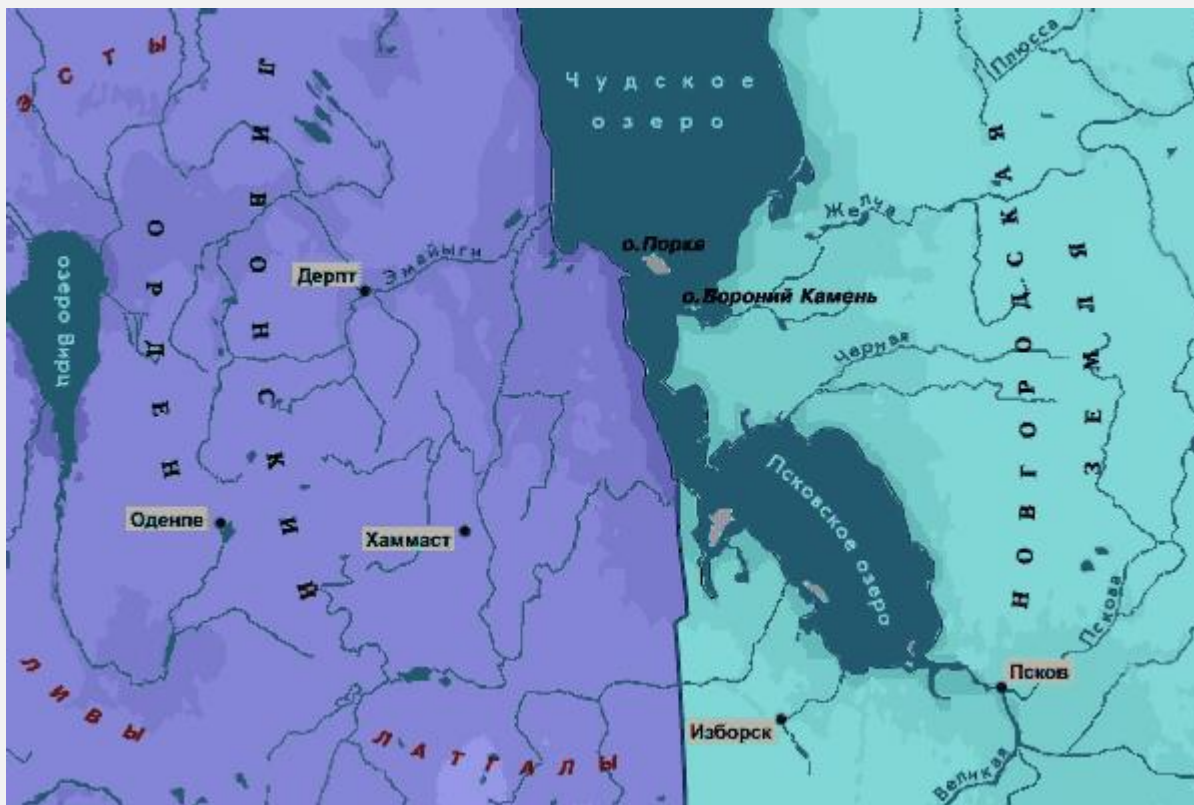 ЭСТЫ
ЛИВОНСКИЙ
ОРДЕН
Чудское
озеро
Плюсса
Желча
о.Порка
о.Вороний Камень
Эмайыги
Дерпт
озеро Вирц
Черная
НОВГОРОДСКАЯ
ЗЕМЛЯ
Псковское озеро
Оденпе
Хаммаст
Пскова
Псков
Изборск
Великая
ЛИВЫ
ЛАТГАЛЫ